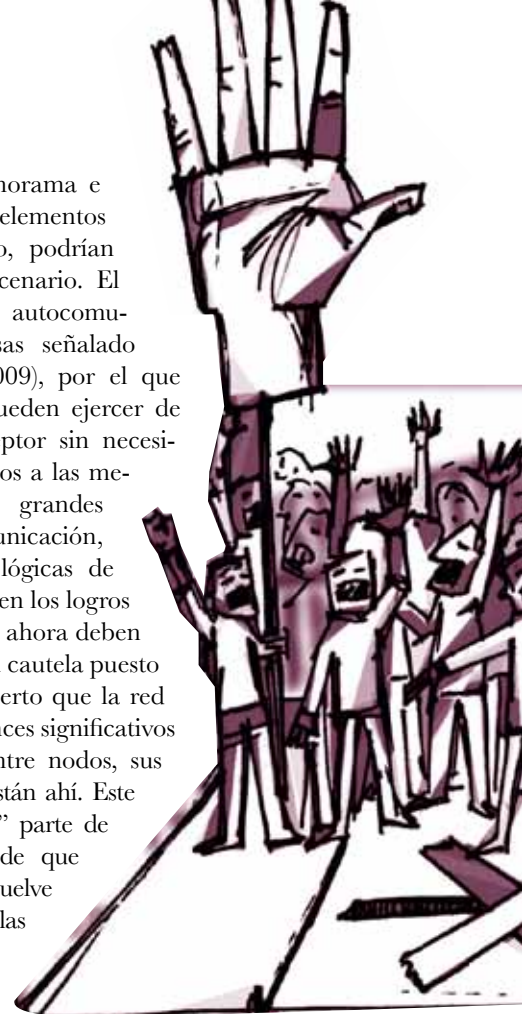 norama e
elementos
o, podrían
cenario. El
autocomu-
sas señalado
009), por el que
ueden ejercer de
ptor sin necesi-
os a las me-
grandes
unicación,
lógicas de
en los logros
ahora deben
cautela puesto
erto que la red
ces significativos
ntre nodos, sus
stán ahí. Este
” parte de
de que
uelve
las